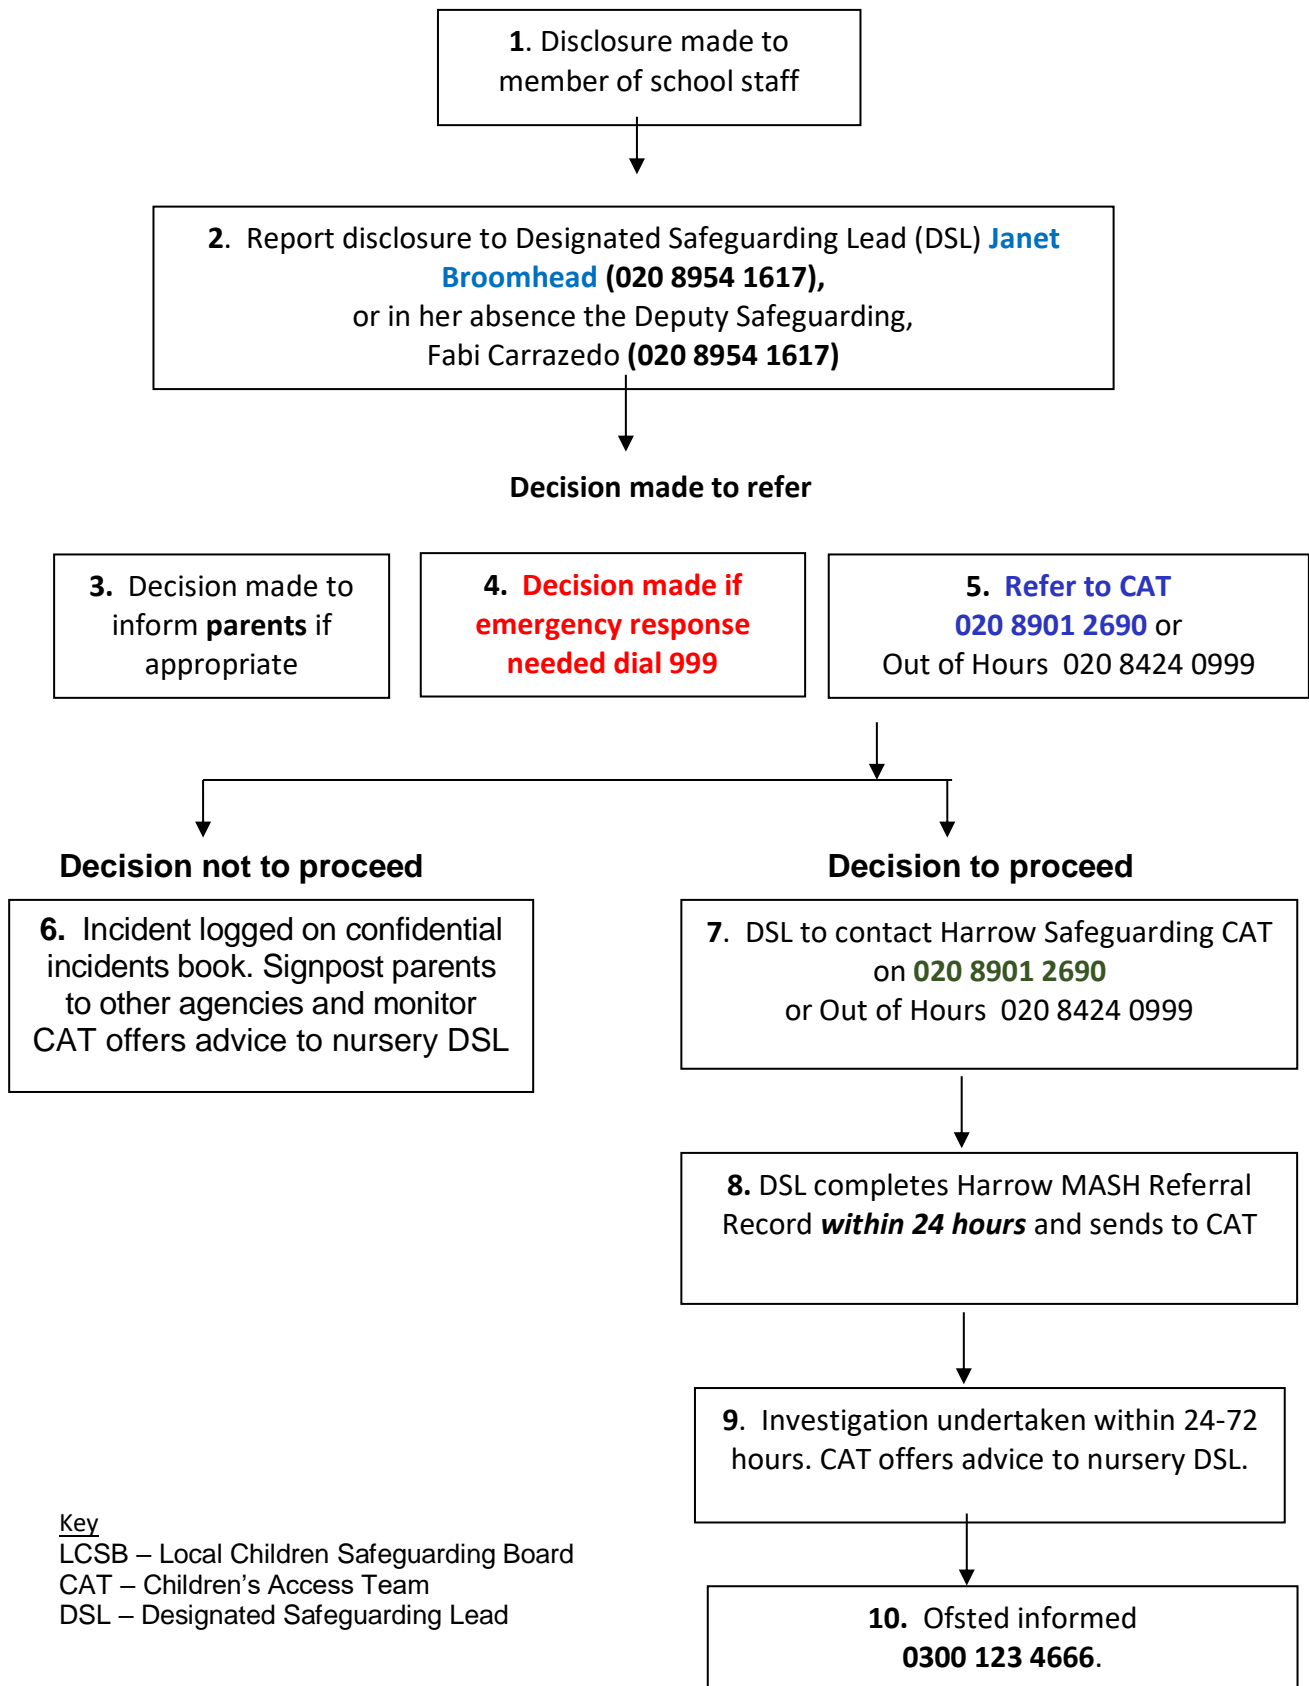 1. Disclosure made to
member of school staff
2. Report disclosure to Designated Safeguarding Lead (DSL) Janet
Broomhead (020 8954 1617),
or in her absence the Deputy Safeguarding,
Fabi Carrazedo (020 8954 1617)
Decision made to refer
3. Decision made to
inform parents if
appropriate
4. Decision made if
emergency response
needed dial 999
5. Refer to CAT
020 8901 2690 or
Out of Hours 020 8424 0999
Decision not to proceed
6. Incident logged on confidential
incidents book. Signpost parents
to other agencies and monitor
CAT offers advice to nursery DSL
Decision to proceed
7. DSL to contact Harrow Safeguarding CAT
on 020 8901 2690
or Out of Hours 020 8424 0999
8. DSL completes Harrow MASH Referral
Record within 24 hours and sends to CAT
9. Investigation undertaken within 24-72
hours. CAT offers advice to nursery DSL.
10. Ofsted informed
0300 123 4666.
Key
LCSB – Local Children Safeguarding Board
CAT – Children's Access Team
DSL – Designated Safeguarding Lead